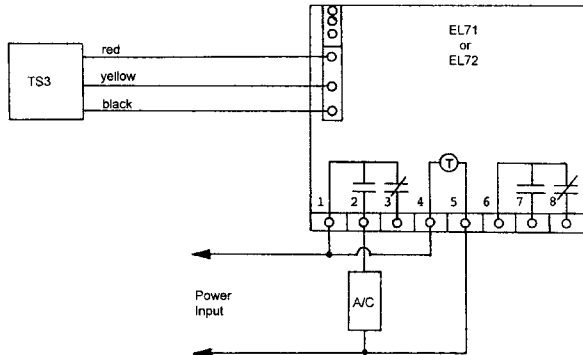 EL71
or
EL72
red
TS3
yellow
black
T
1 2 3 4 5 6 7 8
Power
Input
A/C